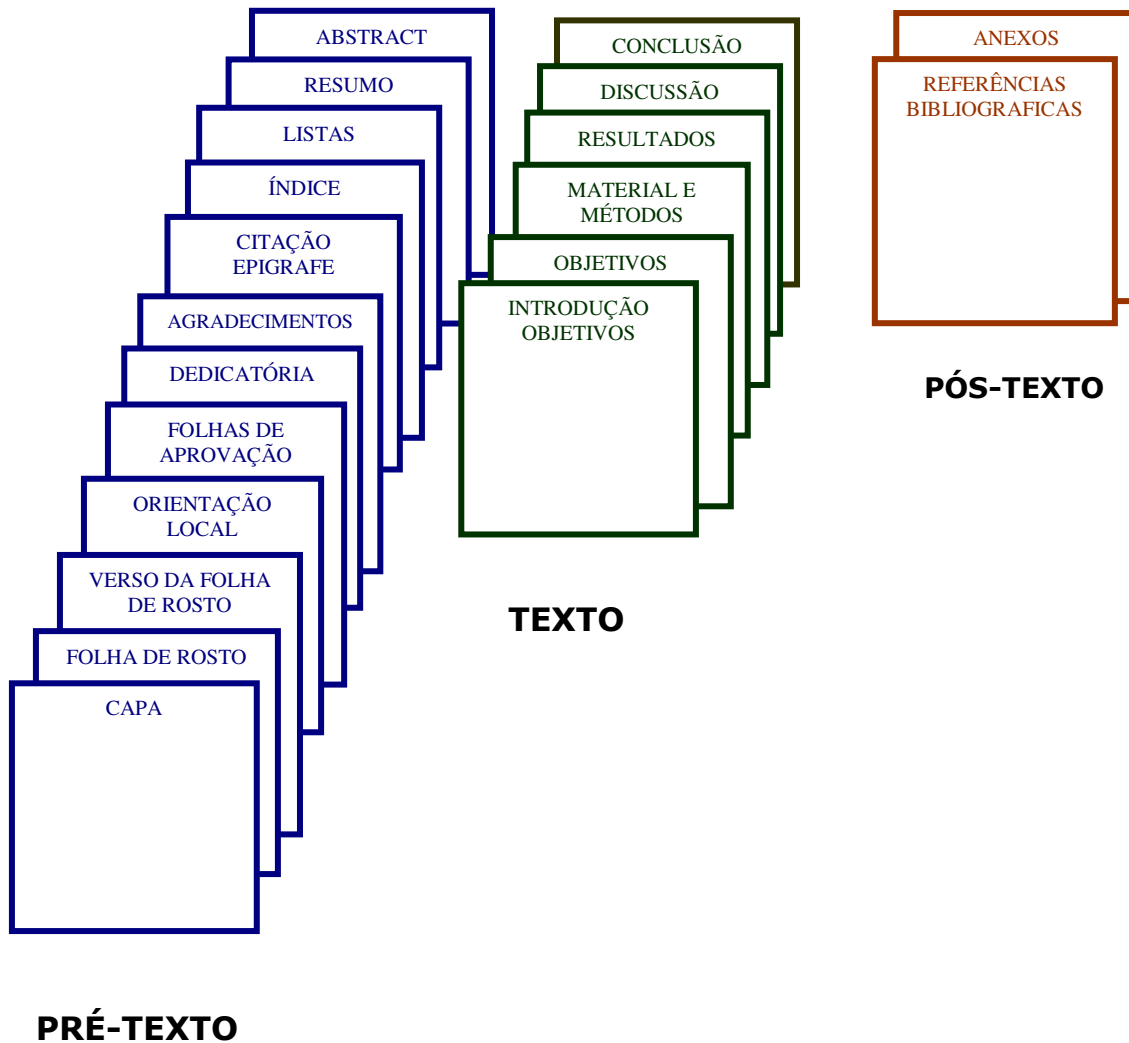 ABSTRACT
RESUMO
LISTAS
ÍNDICE
CITAÇÃO
EPIGRAFE
AGRADECIMENTOS
DEDICATÓRIA
FOLHAS DE
APROVAÇÃO
ORIENTAÇÃO
LOCAL
VERSO DA FOLHA
DE ROSTO
FOLHA DE ROSTO
CAPA
PRÉ-TEXTO
CONCLUSÃO
DISCUSSÃO
RESULTADOS
MATERIAL E
MÉTODOS
OBJETIVOS
INTRODUÇÃO
OBJETIVOS
TEXTO
ANEXOS
REFERÊNCIAS
BIBLIOGRAFICAS
PÓS-TEXTO